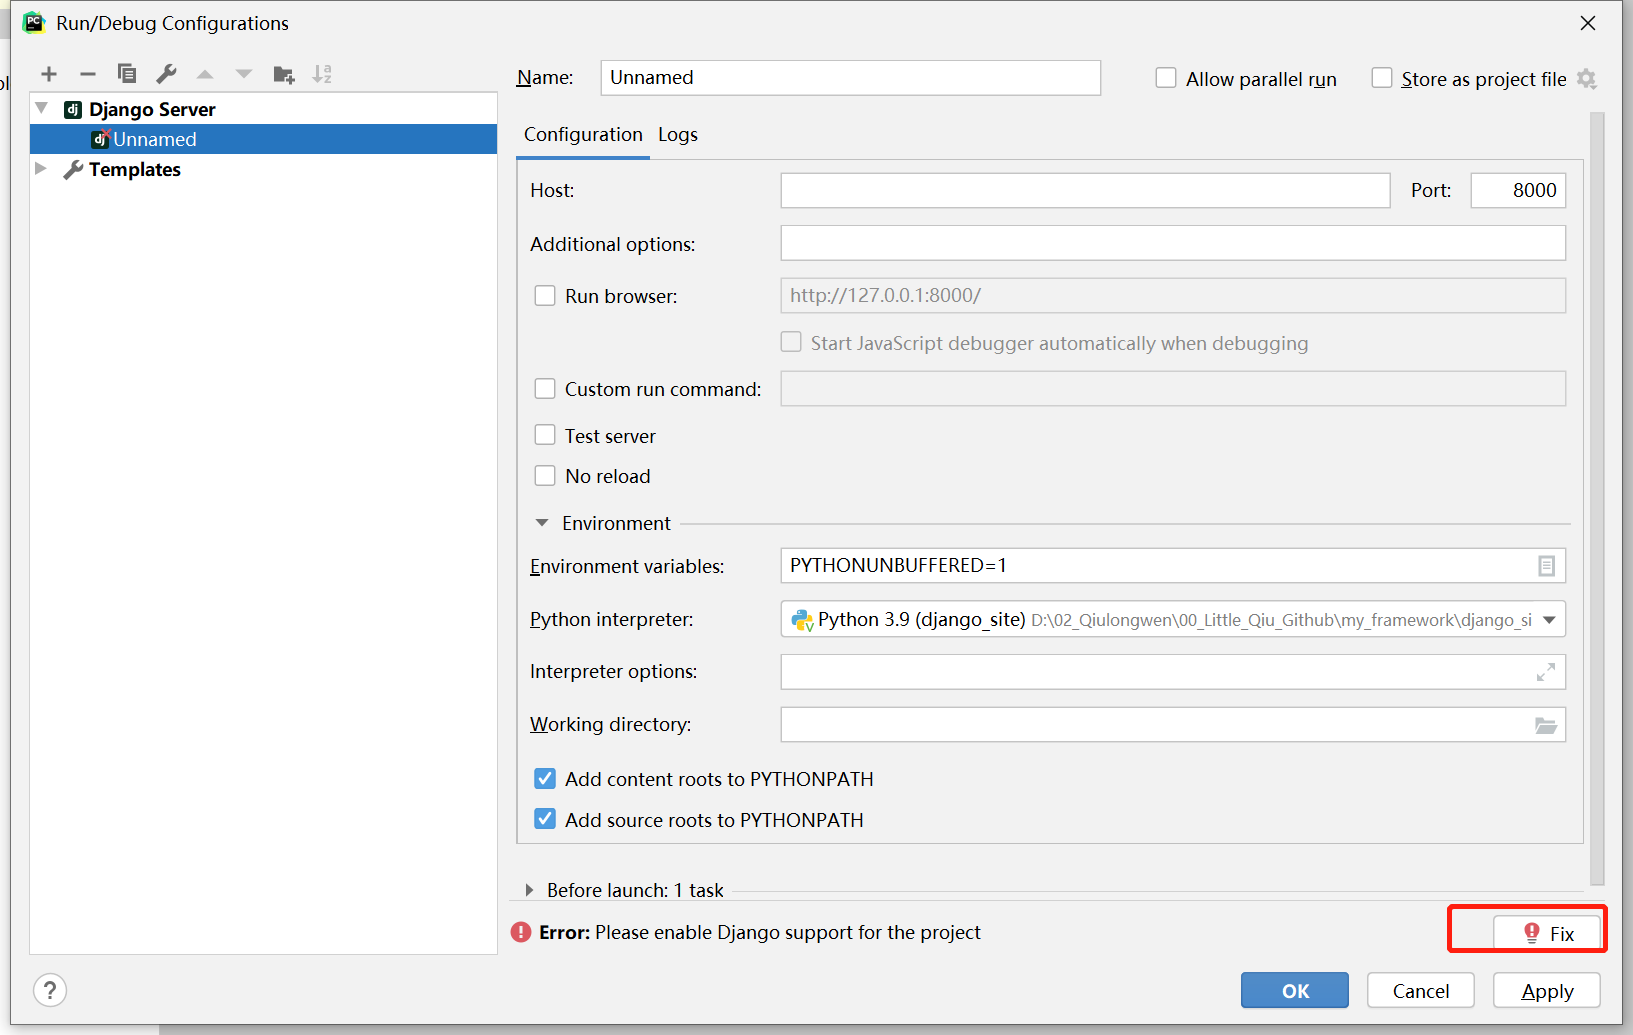 Run/Debug Configurations
Name: Unnamed Allow parallel run Store as project file
Django Server
Unnamed
Templates
Configuration Logs
Host: Port: 8000
Additional options:
Run browser: http://127.0.0.1:8000/
Start JavaScript debugger automatically when debugging
Custom run command:
Test server
No reload
Environment
Environment variables: PYTHONUNBUFFERED=1
Python interpreter: Python 3.9 (django_site) D:\02_Qiulongwen\00_Little_Qiu_Github\my_framework\django_si
Interpreter options:
Working directory:
Add content roots to PYTHONPATH
Add source roots to PYTHONPATH
Before launch: 1 task
Error: Please enable Django support for the project Fix
? OK Cancel Apply